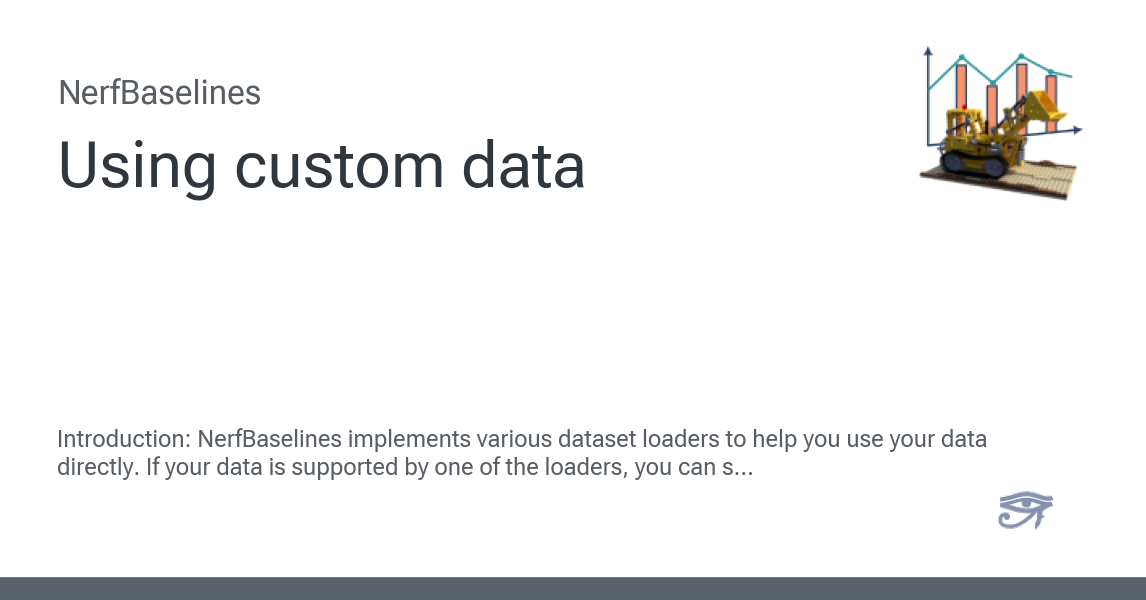 NerfBaselines
Using custom data
Introduction: NerfBaselines implements various dataset loaders to help you use your data
directly. If your data is supported by one of the loaders, you can s...